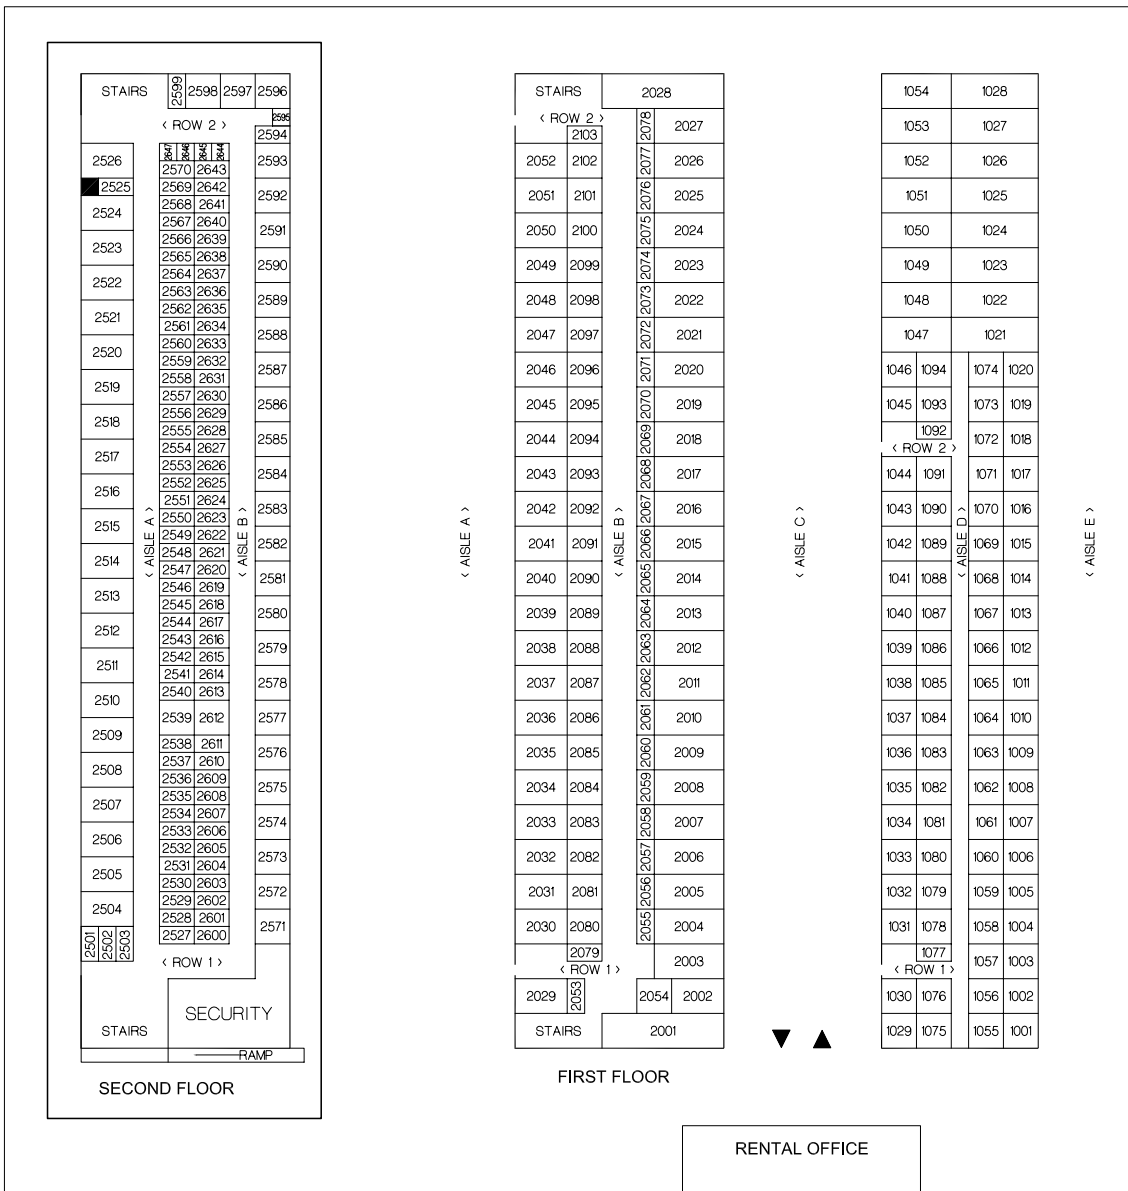 STAIRS 2599 2598 2597 2596
< ROW 2 >
2595
2594
2526
2525
2524
2523
2522
2521
2520
2519
2518
2517
2516
2515
2514
2513
2512
2511
2510
2509
2508
2507
2506
2505
2504
2501 2502 2503
< AISLE A >
2647 2646 2645 2644
2570 2643
2569 2642
2568 2641
2567 2640
2566 2639
2565 2638
2564 2637
2563 2636
2562 2635
2561 2634
2560 2633
2559 2632
2558 2631
2557 2630
2556 2629
2555 2628
2554 2627
2553 2626
2552 2625
2551 2624
2550 2623
2549 2622
2548 2621
2547 2620
2546 2619
2545 2618
2544 2617
2543 2616
2542 2615
2541 2614
2540 2613
2539 2612
2538 2611
2537 2610
2536 2609
2535 2608
2534 2607
2533 2606
2532 2605
2531 2604
2530 2603
2529 2602
2528 2601
2527 2600
< AISLE B >
2593
2592
2591
2590
2589
2588
2587
2586
2585
2584
2583
2582
2581
2580
2579
2578
2577
2576
2575
2574
2573
2572
2571
< ROW 1 >
SECURITY
STAIRS
RAMP
SECOND FLOOR
< AISLE A >
STAIRS 2028
< ROW 2 > 2078 2027
2103
2052 2102 2077 2026
2051 2101 2076 2025
2050 2100 2075 2024
2049 2099 2074 2023
2048 2098 2073 2022
2047 2097 2072 2021
2046 2096 2071 2020
2045 2095 2070 2019
2044 2094 2069 2018
2043 2093 2068 2017
2042 2092 2067 2016
2041 2091 2066 2015
2040 2090 2065 2014
2039 2089 2064 2013
2038 2088 2063 2012
2037 2087 2062 2011
2036 2086 2061 2010
2035 2085 2060 2009
2034 2084 2059 2008
2033 2083 2058 2007
2032 2082 2057 2006
2031 2081 2056 2005
2030 2080 2055 2004
< AISLE B >
2079 2003
< ROW 1 >
2029 2053 2054 2002
STAIRS 2001
FIRST FLOOR
< AISLE C >
1054 1028
1053 1027
1052 1026
1051 1025
1050 1024
1049 1023
1048 1022
1047 1021
1046 1094 1074 1020
1045 1093 1073 1019
1092 1072 1018
< ROW 2 >
1044 1091 1071 1017
1043 1090 1070 1016
1042 1089 1069 1015
1041 1088 1068 1014
1040 1087 1067 1013
1039 1086 1066 1012
1038 1085 1065 1011
1037 1084 1064 1010
1036 1083 1063 1009
1035 1082 1062 1008
1034 1081 1061 1007
1033 1080 1060 1006
1032 1079 1059 1005
1031 1078 1058 1004
< AISLE D >
1077 1057 1003
< ROW 1 >
1030 1076 1056 1002
1029 1075 1055 1001
< AISLE E >
RENTAL OFFICE